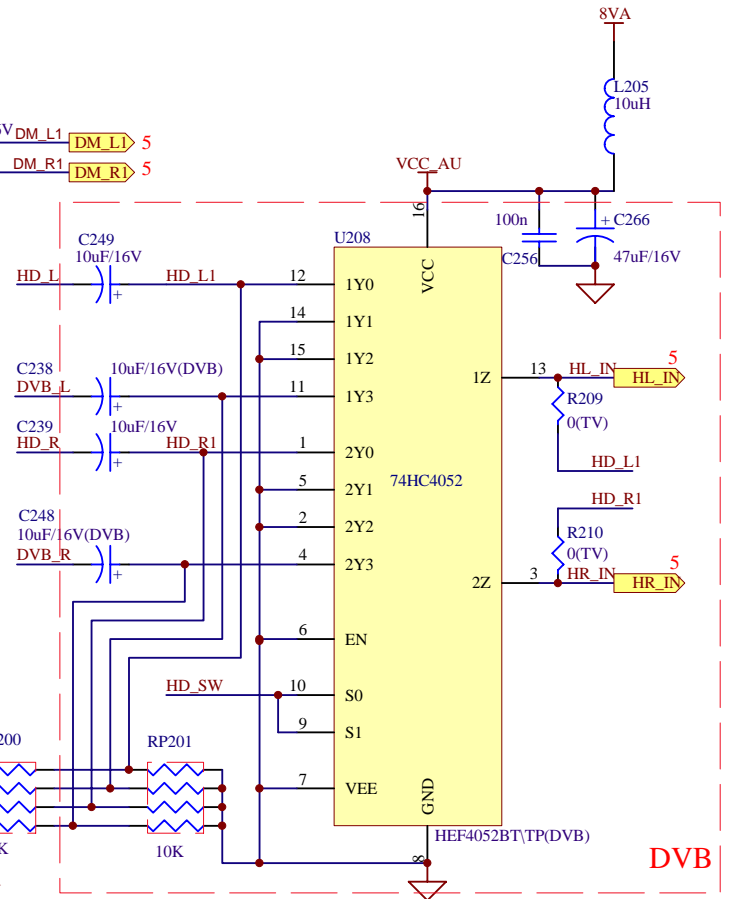 8VA
L205
10uH
V DM_L1 DM_L1 5
DM_R1 DM_R1 5
VCC_AU
16
100n
C256
+ C266
47uF/16V
U208
VCC
C249
10uF/16V
HD_L
+
HD_L1
12
1Y0
14
1Y1
15
1Y2
C238
10uF/16V(DVB)
DVB_L
+
11
1Y3
C239
10uF/16V
HD_R
+
HD_R1
1
2Y0
5
2Y1
2
2Y2
C248
10uF/16V(DVB)
DVB_R
+
4
2Y3
74HC4052
1Z
13
HL_IN
5
HL_IN
R209
0(TV)
HD_L1
HD_R1
R210
0(TV)
2Z
3
HR_IN
5
HR_IN
6
EN
HD_SW
10
S0
9
S1
7
VEE
GND
8
HEF4052BT\TP(DVB)
200
RP201
K
10K
DVB